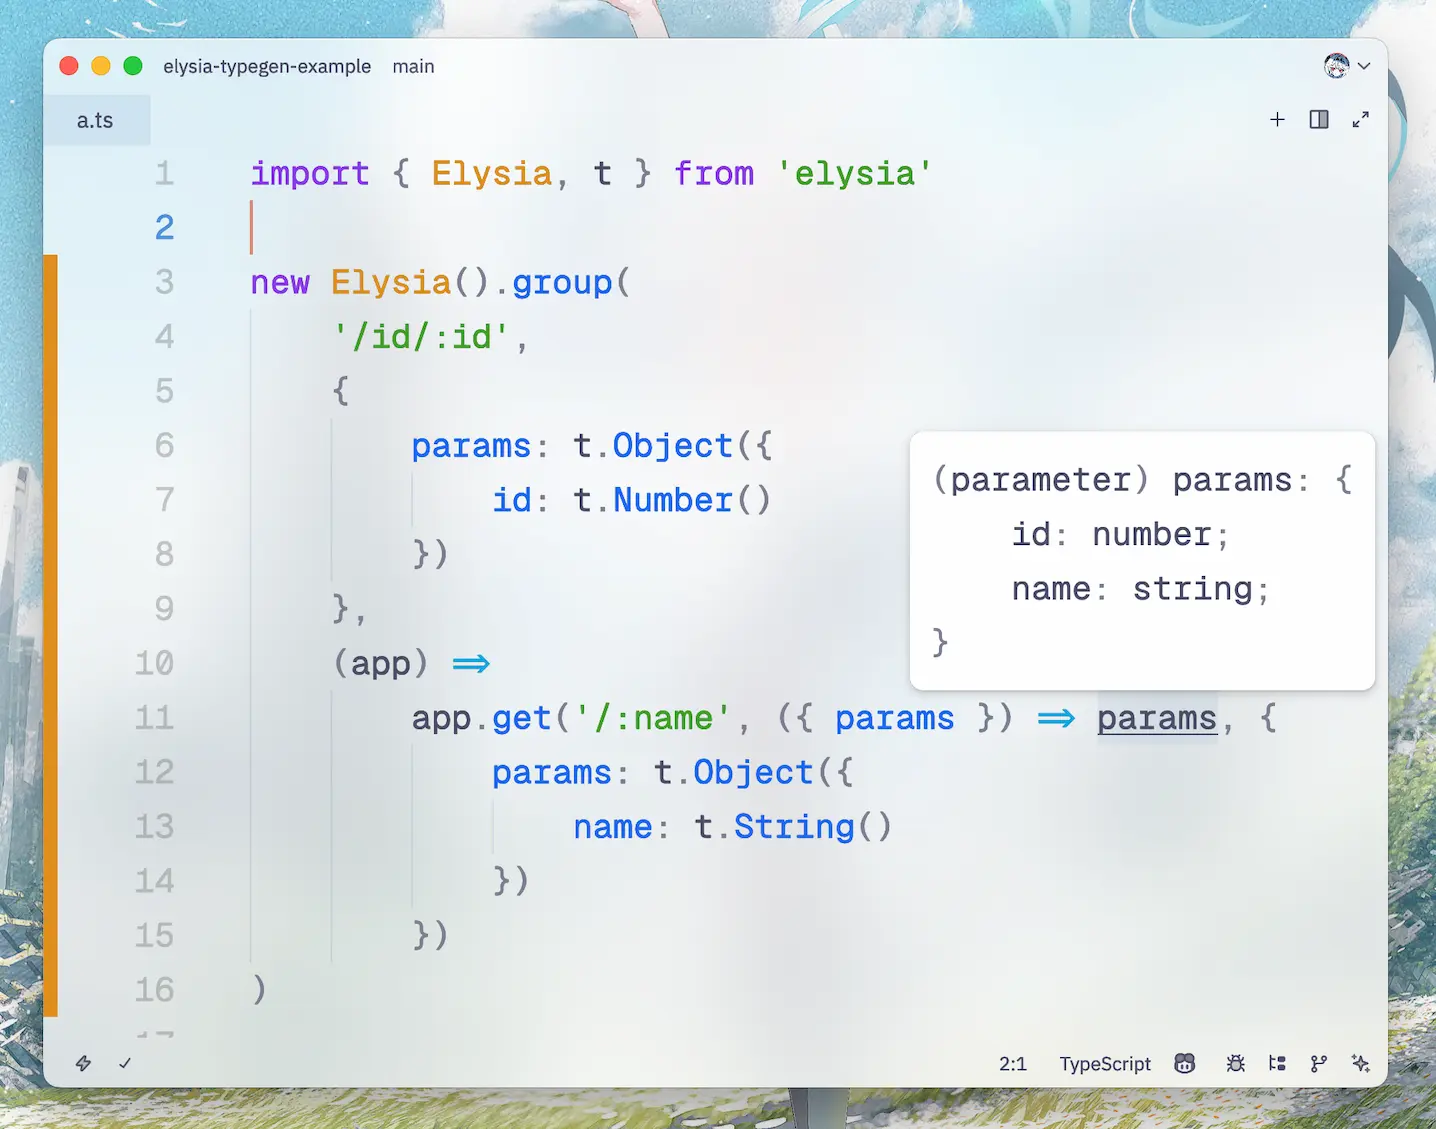 elysia-typegen-example main
a.ts
1 import { Elysia, t } from 'elysia'
2
3 new Elysia().group(
4     '/id/:id',
5     {
6         params: t.Object({
7             id: t.Number()
8         })
9     },
10     (app) =>
11         app.get('/:name', ({ params }) => params, {
12             params: t.Object({
13                 name: t.String()
14             })
15         })
16 )
(parameter) params: {
    id: number;
    name: string;
}
2:1 TypeScript